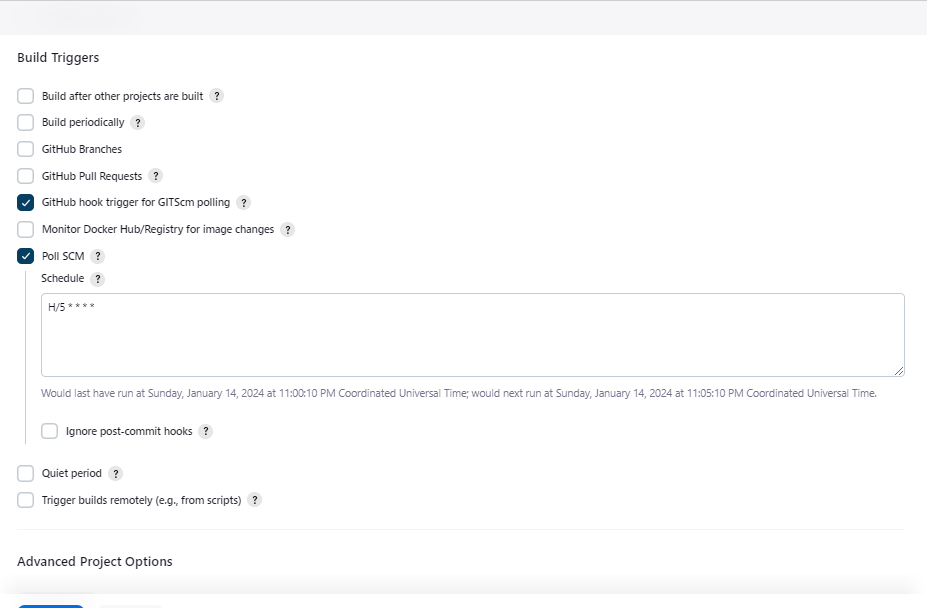 Build Triggers
Build after other projects are built ?
Build periodically ?
GitHub Branches
GitHub Pull Requests ?
GitHub hook trigger for GITScm polling ?
Monitor Docker Hub/Registry for image changes ?
Poll SCM ?
Schedule ?
H/5 * * * *
Would last have run at Sunday, January 14, 2024 at 11:00:10 PM Coordinated Universal Time; would next run at Sunday, January 14, 2024 at 11:05:10 PM Coordinated Universal Time.
Ignore post-commit hooks ?
Quiet period ?
Trigger builds remotely (e.g., from scripts) ?
Advanced Project Options